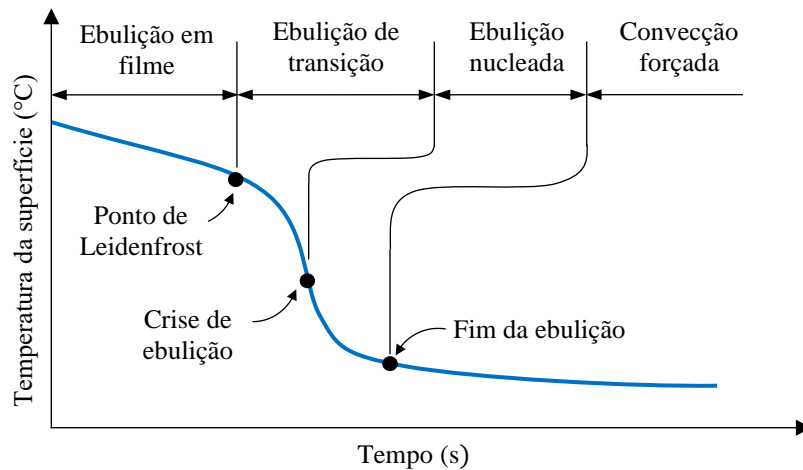 Ebulição em
filme
Ebulição de
transição
Ebulição
nucleada
Convecção
forçada
Ponto de
Leidenfrost
Crise de
ebulição
Fim da ebulição
Temperatura da superfície (°C)
Tempo (s)